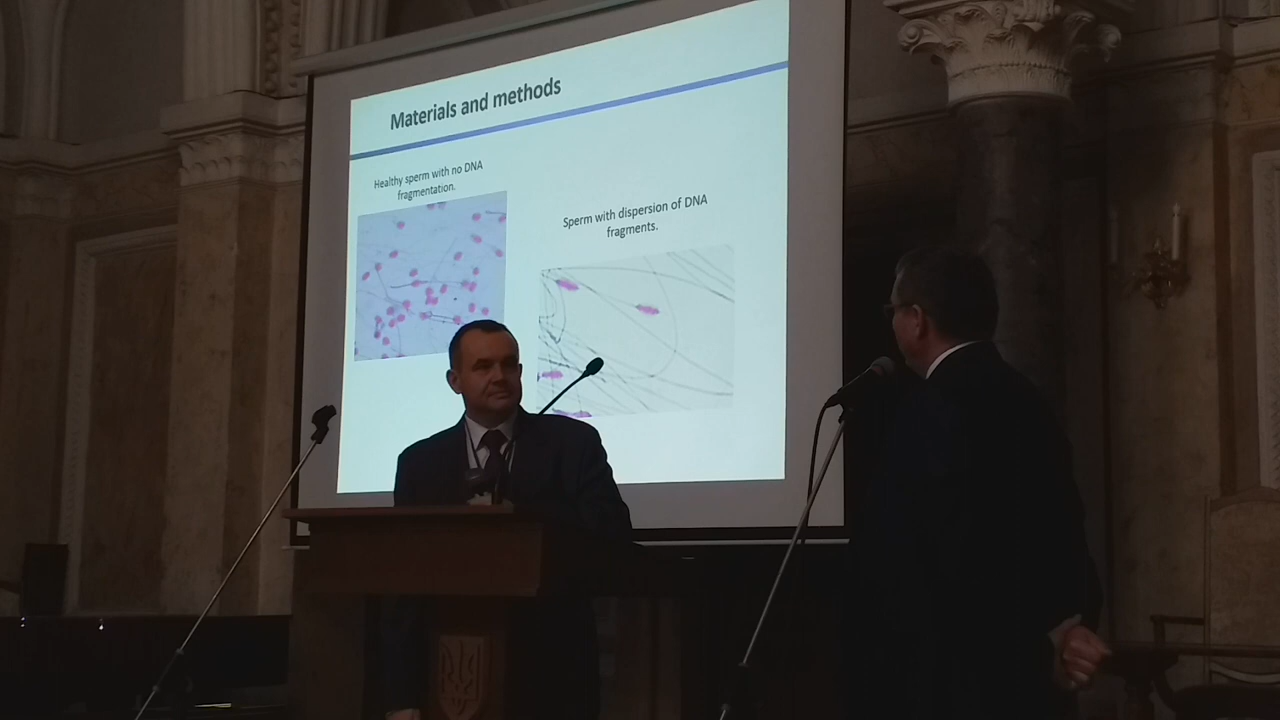 Materials and methods
Healthy sperm with no DNA
fragmentation.
Sperm with dispersion of DNA
fragments.